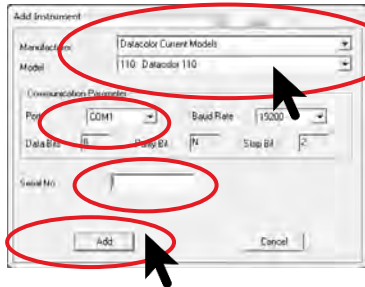 Add Instrument
Manufacturer Datacolor Current Models
Model 110: Datacolor 110
Communication Parameter
Port COM1 Baud Rate 19200
Data Bits 8 Parity Bit N Stop Bit 2
Serial No
Add Cancel